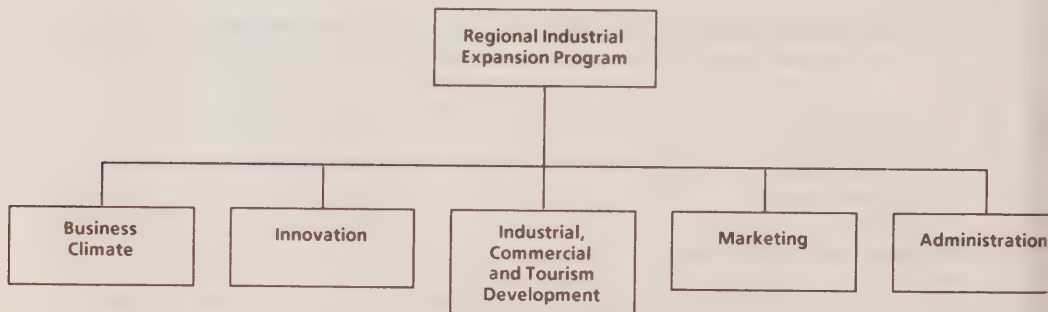 Regional Industrial
Expansion Program
Business
Climate
Innovation
Industrial,
Commercial
and Tourism
Development
Marketing
Administration